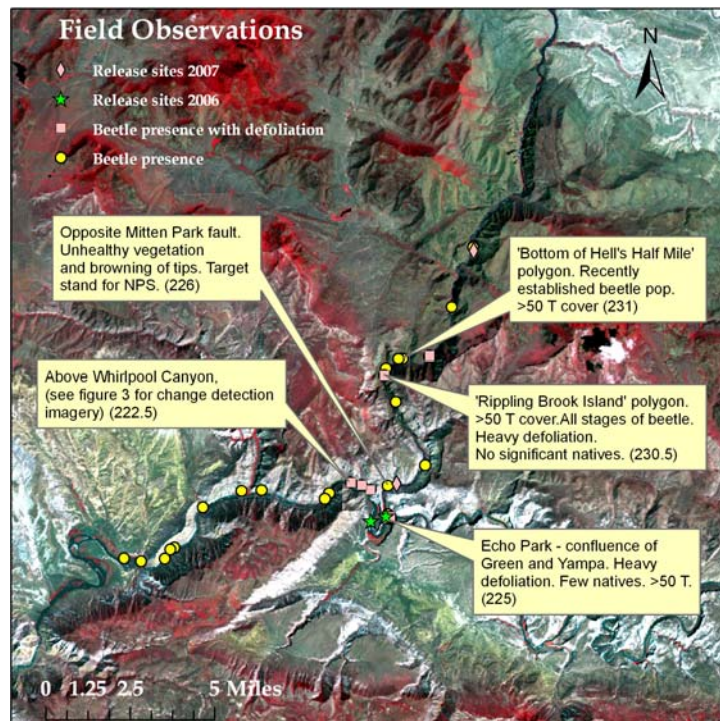 Field Observations
Release sites 2007
Release sites 2006
Beetle presence with defoliation
Beetle presence
N
Opposite Mitten Park fault.
Unhealthy vegetation
and browning of tips. Target
stand for NPS. (226)
'Bottom of Hell's Half Mile'
polygon. Recently
established beetle pop.
>50 T cover (231)
Above Whirlpool Canyon,
(see figure 3 for change detection
imagery) (222.5)
'Rippling Brook Island' polygon.
>50 T cover.All stages of beetle.
Heavy defoliation.
No significant natives. (230.5)
Echo Park - confluence of
Green and Yampa. Heavy
defoliation. Few natives. >50 T.
(225)
0 1.25 2.5 5 Miles